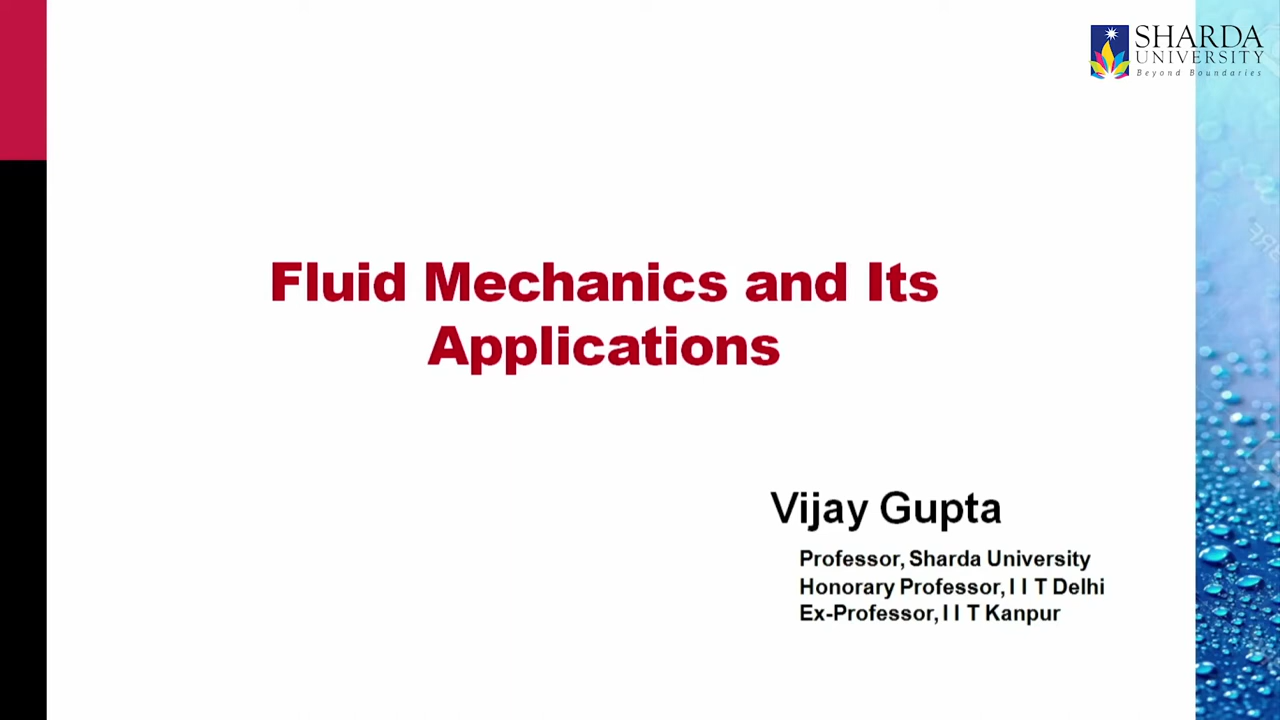 SHARDA
UNIVERSITY
Beyond Boundaries
Fluid Mechanics and Its
Applications
Vijay Gupta
Professor, Sharda University
Honorary Professor, I I T Delhi
Ex-Professor, I I T Kanpur